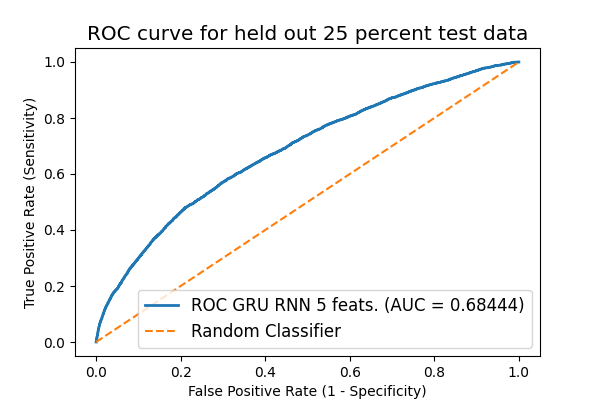 ROC curve for held out 25 percent test data
1.0
0.8
0.6
0.4
0.2
0.0
True Positive Rate (Sensitivity)
ROC GRU RNN 5 feats. (AUC = 0.68444)
Random Classifier
0.0 0.2 0.4 0.6 0.8 1.0
False Positive Rate (1 - Specificity)